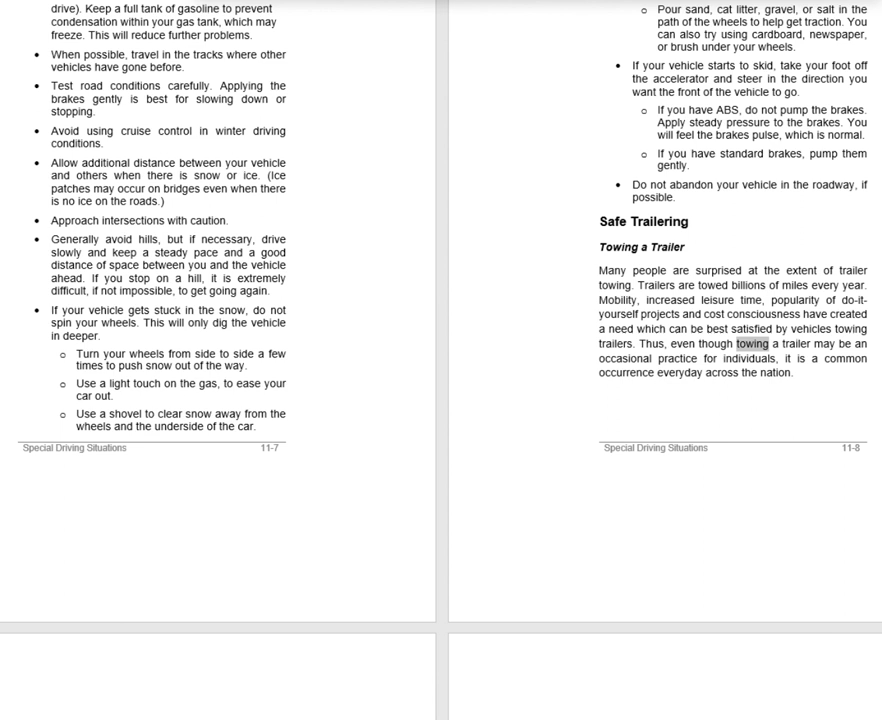 drive). Keep a full tank of gasoline to prevent
condensation within your gas tank, which may
freeze. This will reduce further problems.
• When possible, travel in the tracks where other
vehicles have gone before.
• Test road conditions carefully. Applying the
brakes gently is best for slowing down or
stopping.
• Avoid using cruise control in winter driving
conditions.
• Allow additional distance between your vehicle
and others when there is snow or ice. (Ice
patches may occur on bridges even when there
is no ice on the roads.)
• Approach intersections with caution.
• Generally avoid hills, but if necessary, drive
slowly and keep a steady pace and a good
distance of space between you and the vehicle
ahead. If you stop on a hill, it is extremely
difficult, if not impossible, to get going again.
• If your vehicle gets stuck in the snow, do not
spin your wheels. This will only dig the vehicle
in deeper.
o Turn your wheels from side to side a few
times to push snow out of the way.
o Use a light touch on the gas, to ease your
car out.
o Use a shovel to clear snow away from the
wheels and the underside of the car.
Special Driving Situations 11-7
o Pour sand, cat litter, gravel, or salt in the
path of the wheels to help get traction. You
can also try using cardboard, newspaper,
or brush under your wheels.
• If your vehicle starts to skid, take your foot off
the accelerator and steer in the direction you
want the front of the vehicle to go.
o If you have ABS, do not pump the brakes.
Apply steady pressure to the brakes. You
will feel the brakes pulse, which is normal.
o If you have standard brakes, pump them
gently.
• Do not abandon your vehicle in the roadway, if
possible.
Safe Trailering
Towing a Trailer
Many people are surprised at the extent of trailer
towing. Trailers are towed billions of miles every year.
Mobility, increased leisure time, popularity of do-it-
yourself projects and cost consciousness have created
a need which can be best satisfied by vehicles towing
trailers. Thus, even though towing a trailer may be an
occasional practice for individuals, it is a common
occurrence everyday across the nation.
Special Driving Situations 11-8